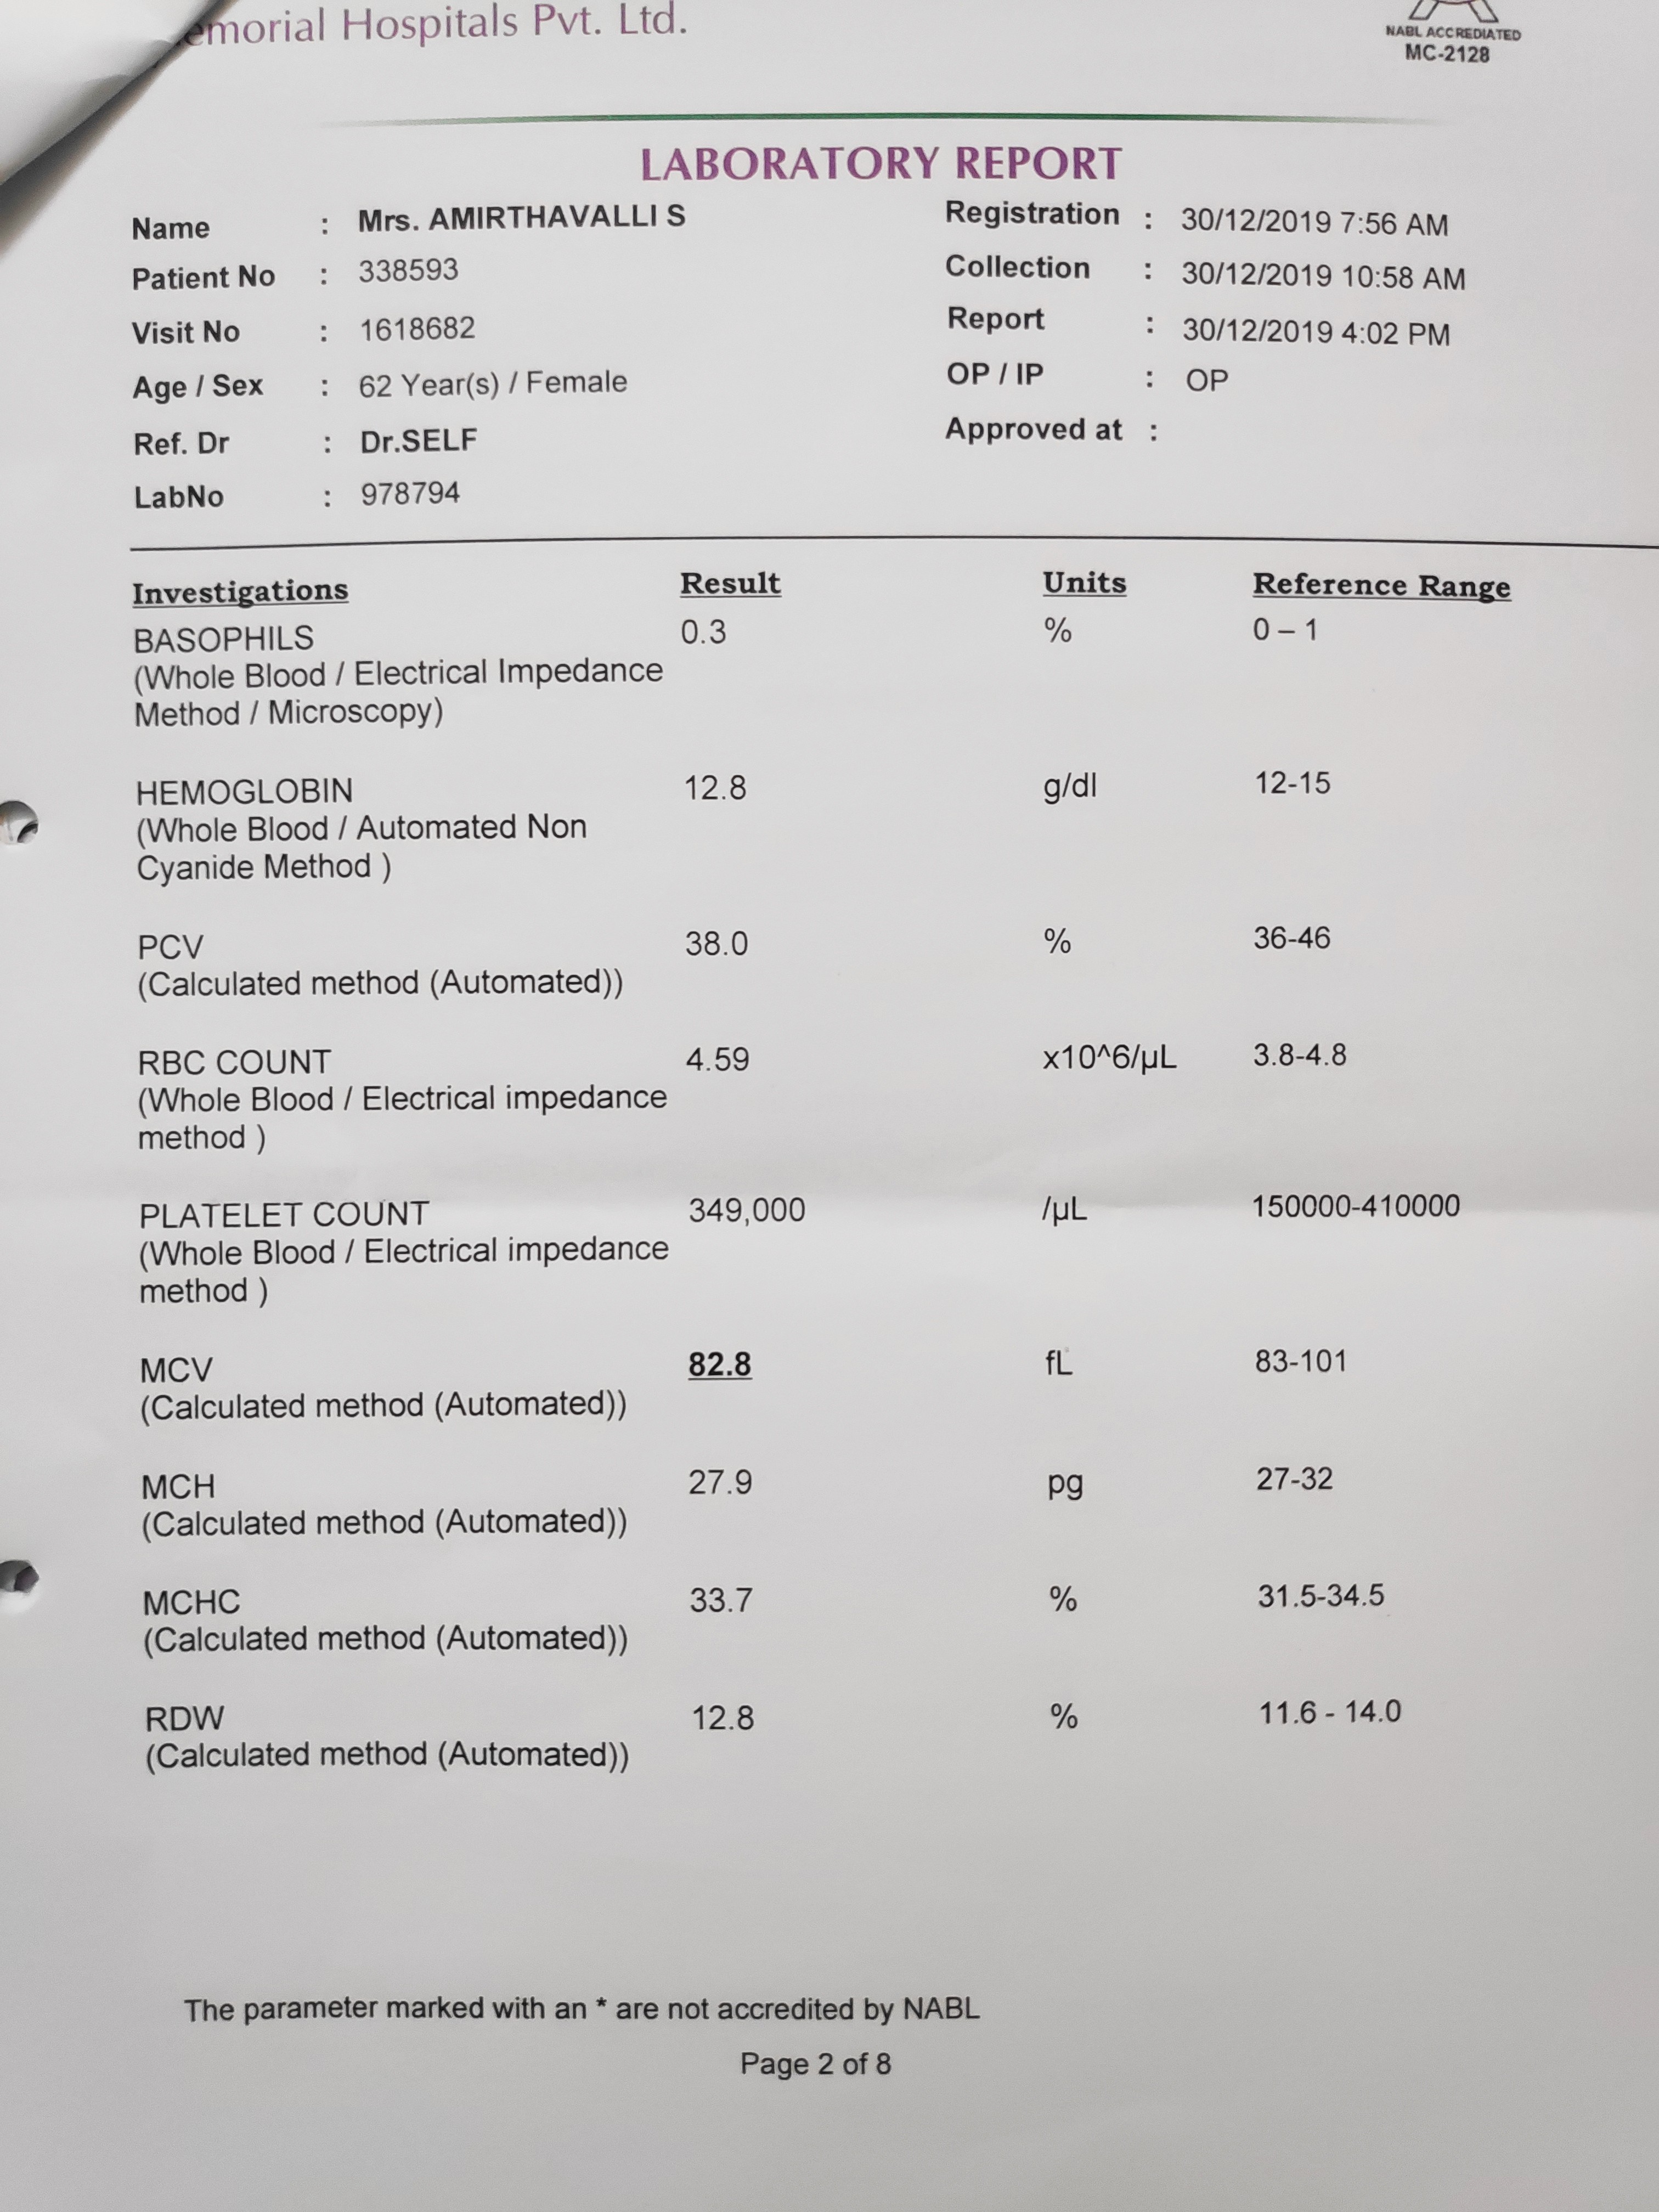 emorial Hospitals Pvt. Ltd.
NABL ACCREDIATED
MC-2128
LABORATORY REPORT
Name : Mrs. AMIRTHAVALLI S
Registration : 30/12/2019 7:56 AM
Patient No : 338593
Collection : 30/12/2019 10:58 AM
Visit No : 1618682
Report : 30/12/2019 4:02 PM
Age / Sex : 62 Year(s) / Female
OP / IP : OP
Ref. Dr : Dr.SELF
Approved at :
LabNo : 978794
Investigations Result Units Reference Range
BASOPHILS 0.3 % 0 – 1
(Whole Blood / Electrical Impedance
Method / Microscopy)
HEMOGLOBIN 12.8 g/dl 12-15
(Whole Blood / Automated Non
Cyanide Method )
PCV 38.0 % 36-46
(Calculated method (Automated))
RBC COUNT 4.59 x10^6/µL 3.8-4.8
(Whole Blood / Electrical impedance
method )
PLATELET COUNT 349,000 /µL 150000-410000
(Whole Blood / Electrical impedance
method )
MCV 82.8 fL 83-101
(Calculated method (Automated))
MCH 27.9 pg 27-32
(Calculated method (Automated))
MCHC 33.7 % 31.5-34.5
(Calculated method (Automated))
RDW 12.8 % 11.6 - 14.0
(Calculated method (Automated))
The parameter marked with an * are not accredited by NABL
Page 2 of 8